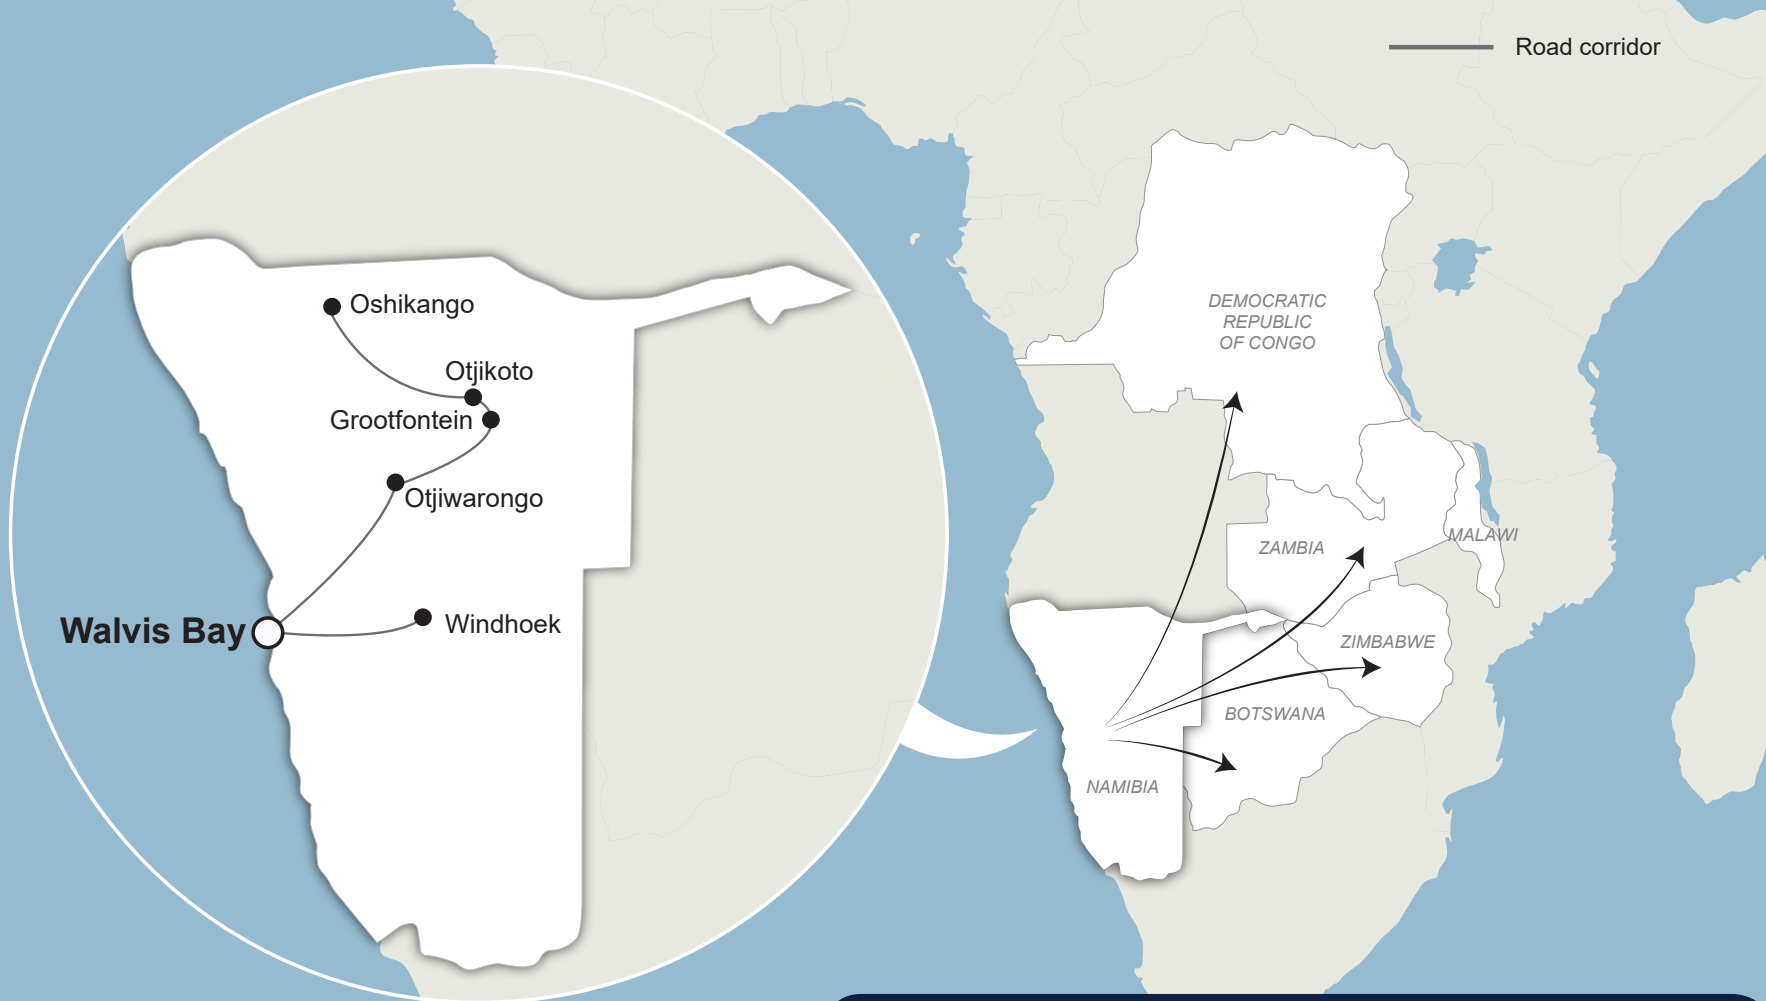 Road corridor
Oshikango
Otjikoto
Grootfontein
Otjiwarongo
Walvis Bay
Windhoek
DEMOCRATIC
REPUBLIC
OF CONGO
ZAMBIA
MALAWI
ZIMBABWE
BOTSWANA
NAMIBIA